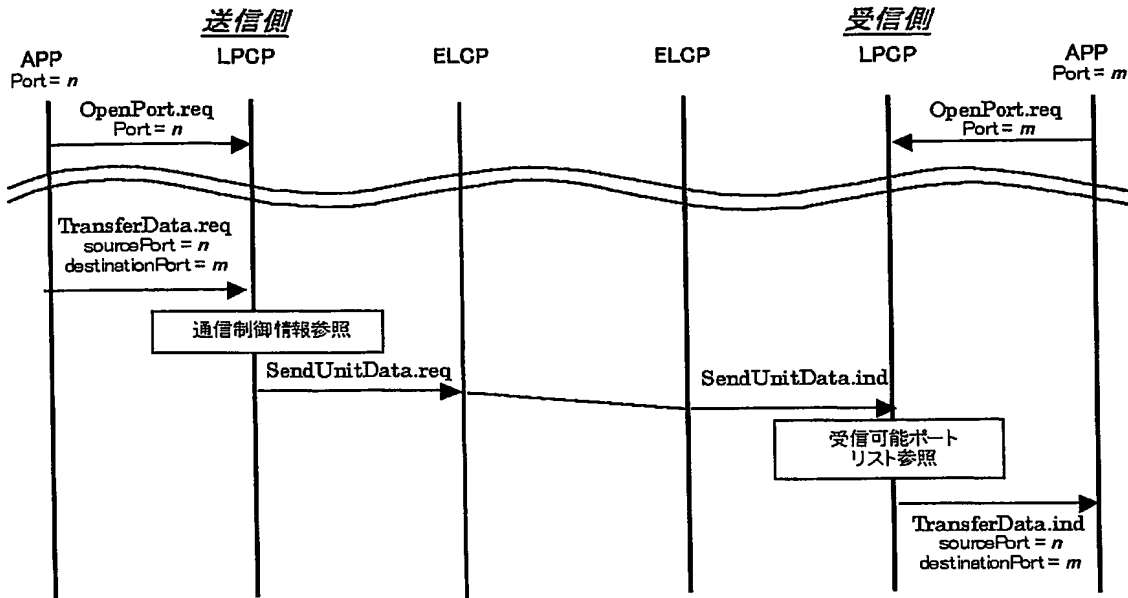 送信側
受信側
APP
Port = n
LPCP
ELCP
ELCP
LPCP
APP
Port = m
OpenPort.req
Port = n
OpenPort.req
Port = m
TransferData.req
sourcePort = n
destinationPort = m
通信制御情報参照
SendUnitData.req
SendUnitData.ind
受信可能ポート
リスト参照
TransferData.ind
sourcePort = n
destinationPort = m